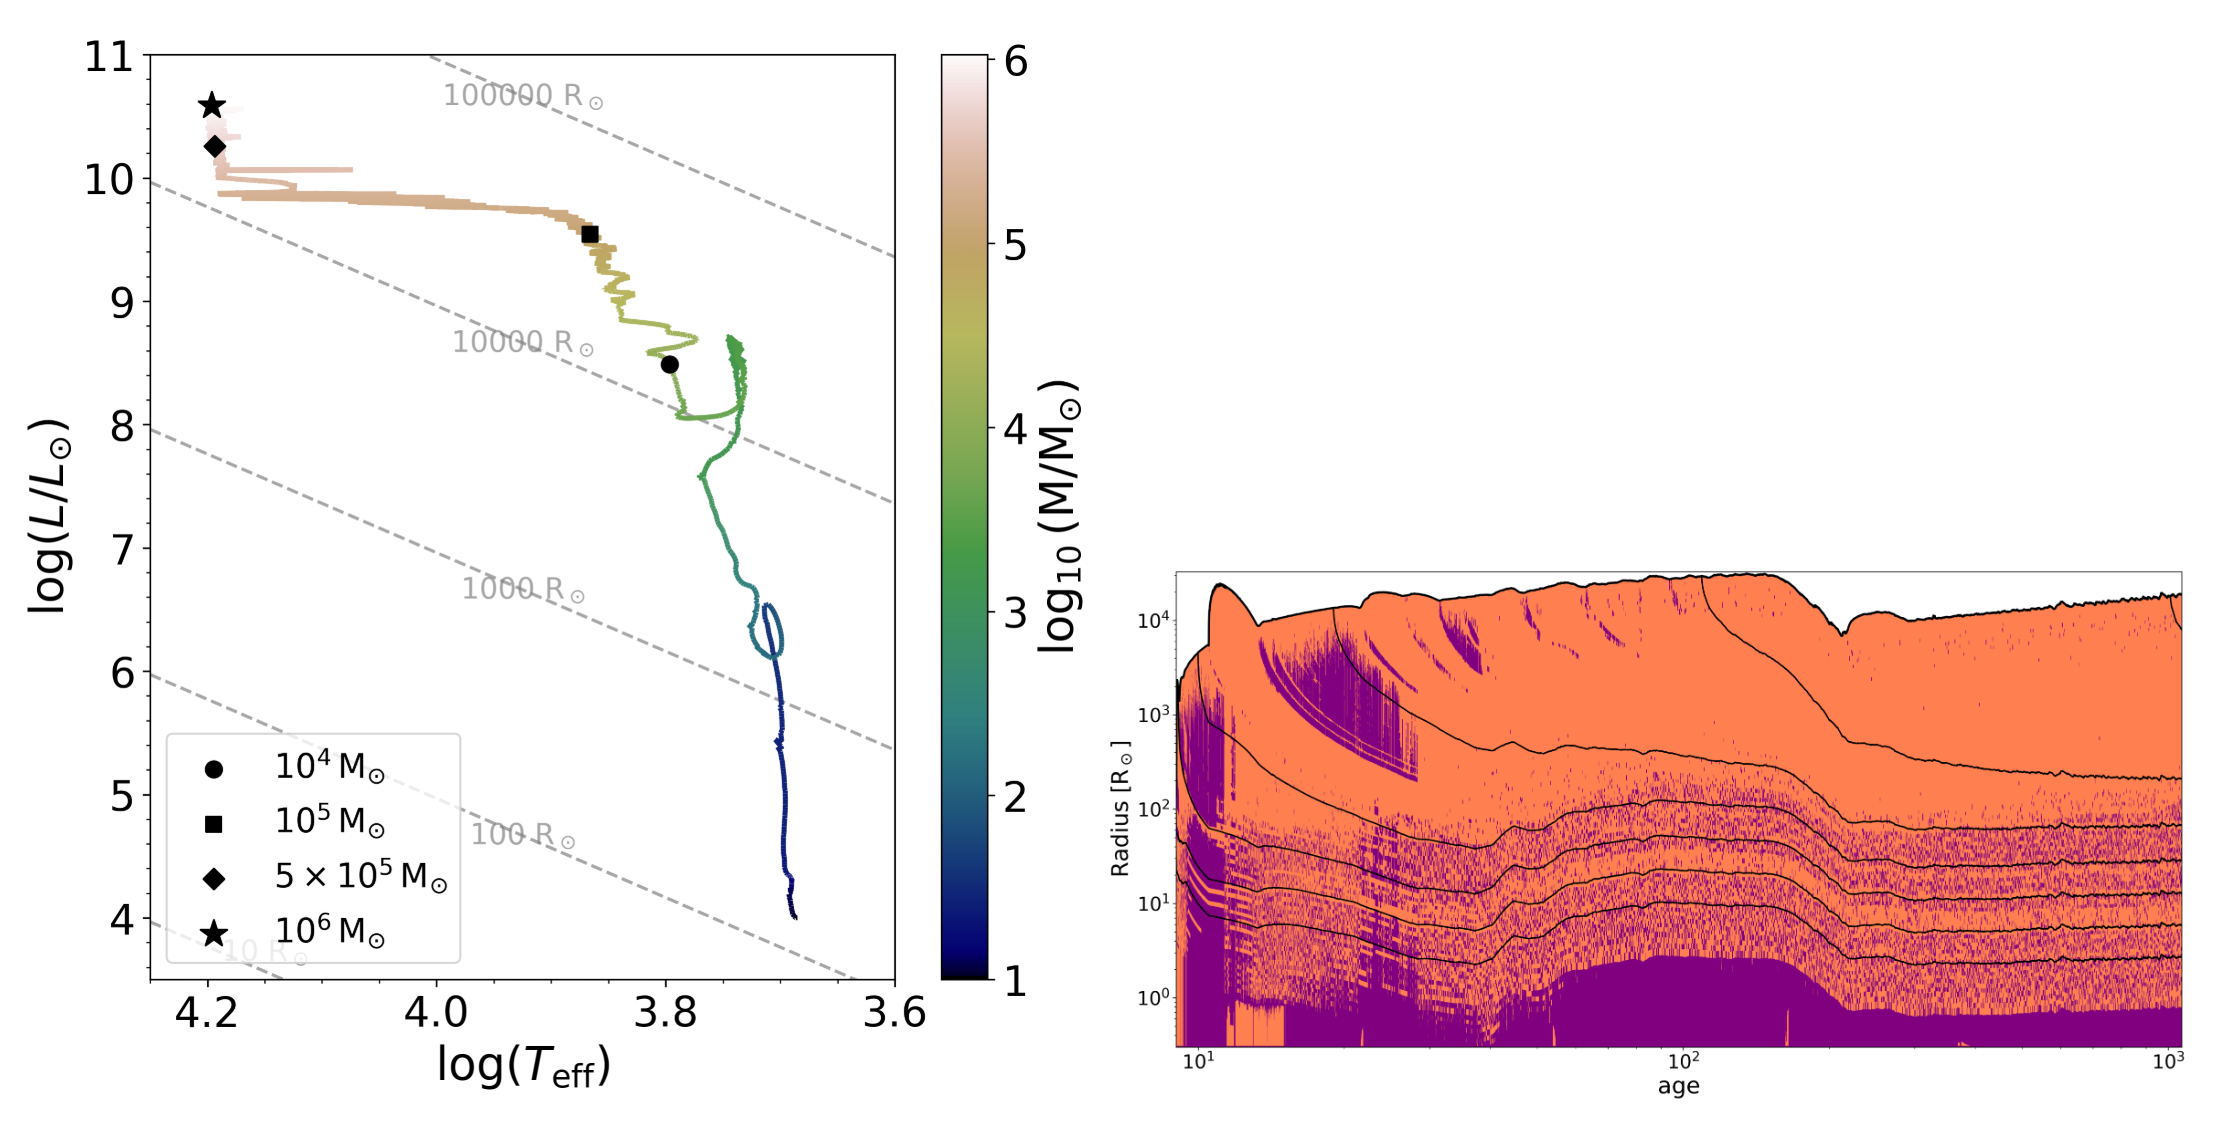 11
10
9
8
7
6
5
4
log(L/L⊙)
100000 R⊙
10000 R⊙
1000 R⊙
100 R⊙
10 R⊙
10⁴ M⊙
10⁵ M⊙
5 × 10⁵ M⊙
10⁶ M⊙
4.2
4.0
3.8
3.6
log(T_eff)
6
5
4
3
2
1
log₁₀ (M/M⊙)
10⁴
10³
10²
10¹
10⁰
Radius [R⊙]
10¹
10²
10³
age